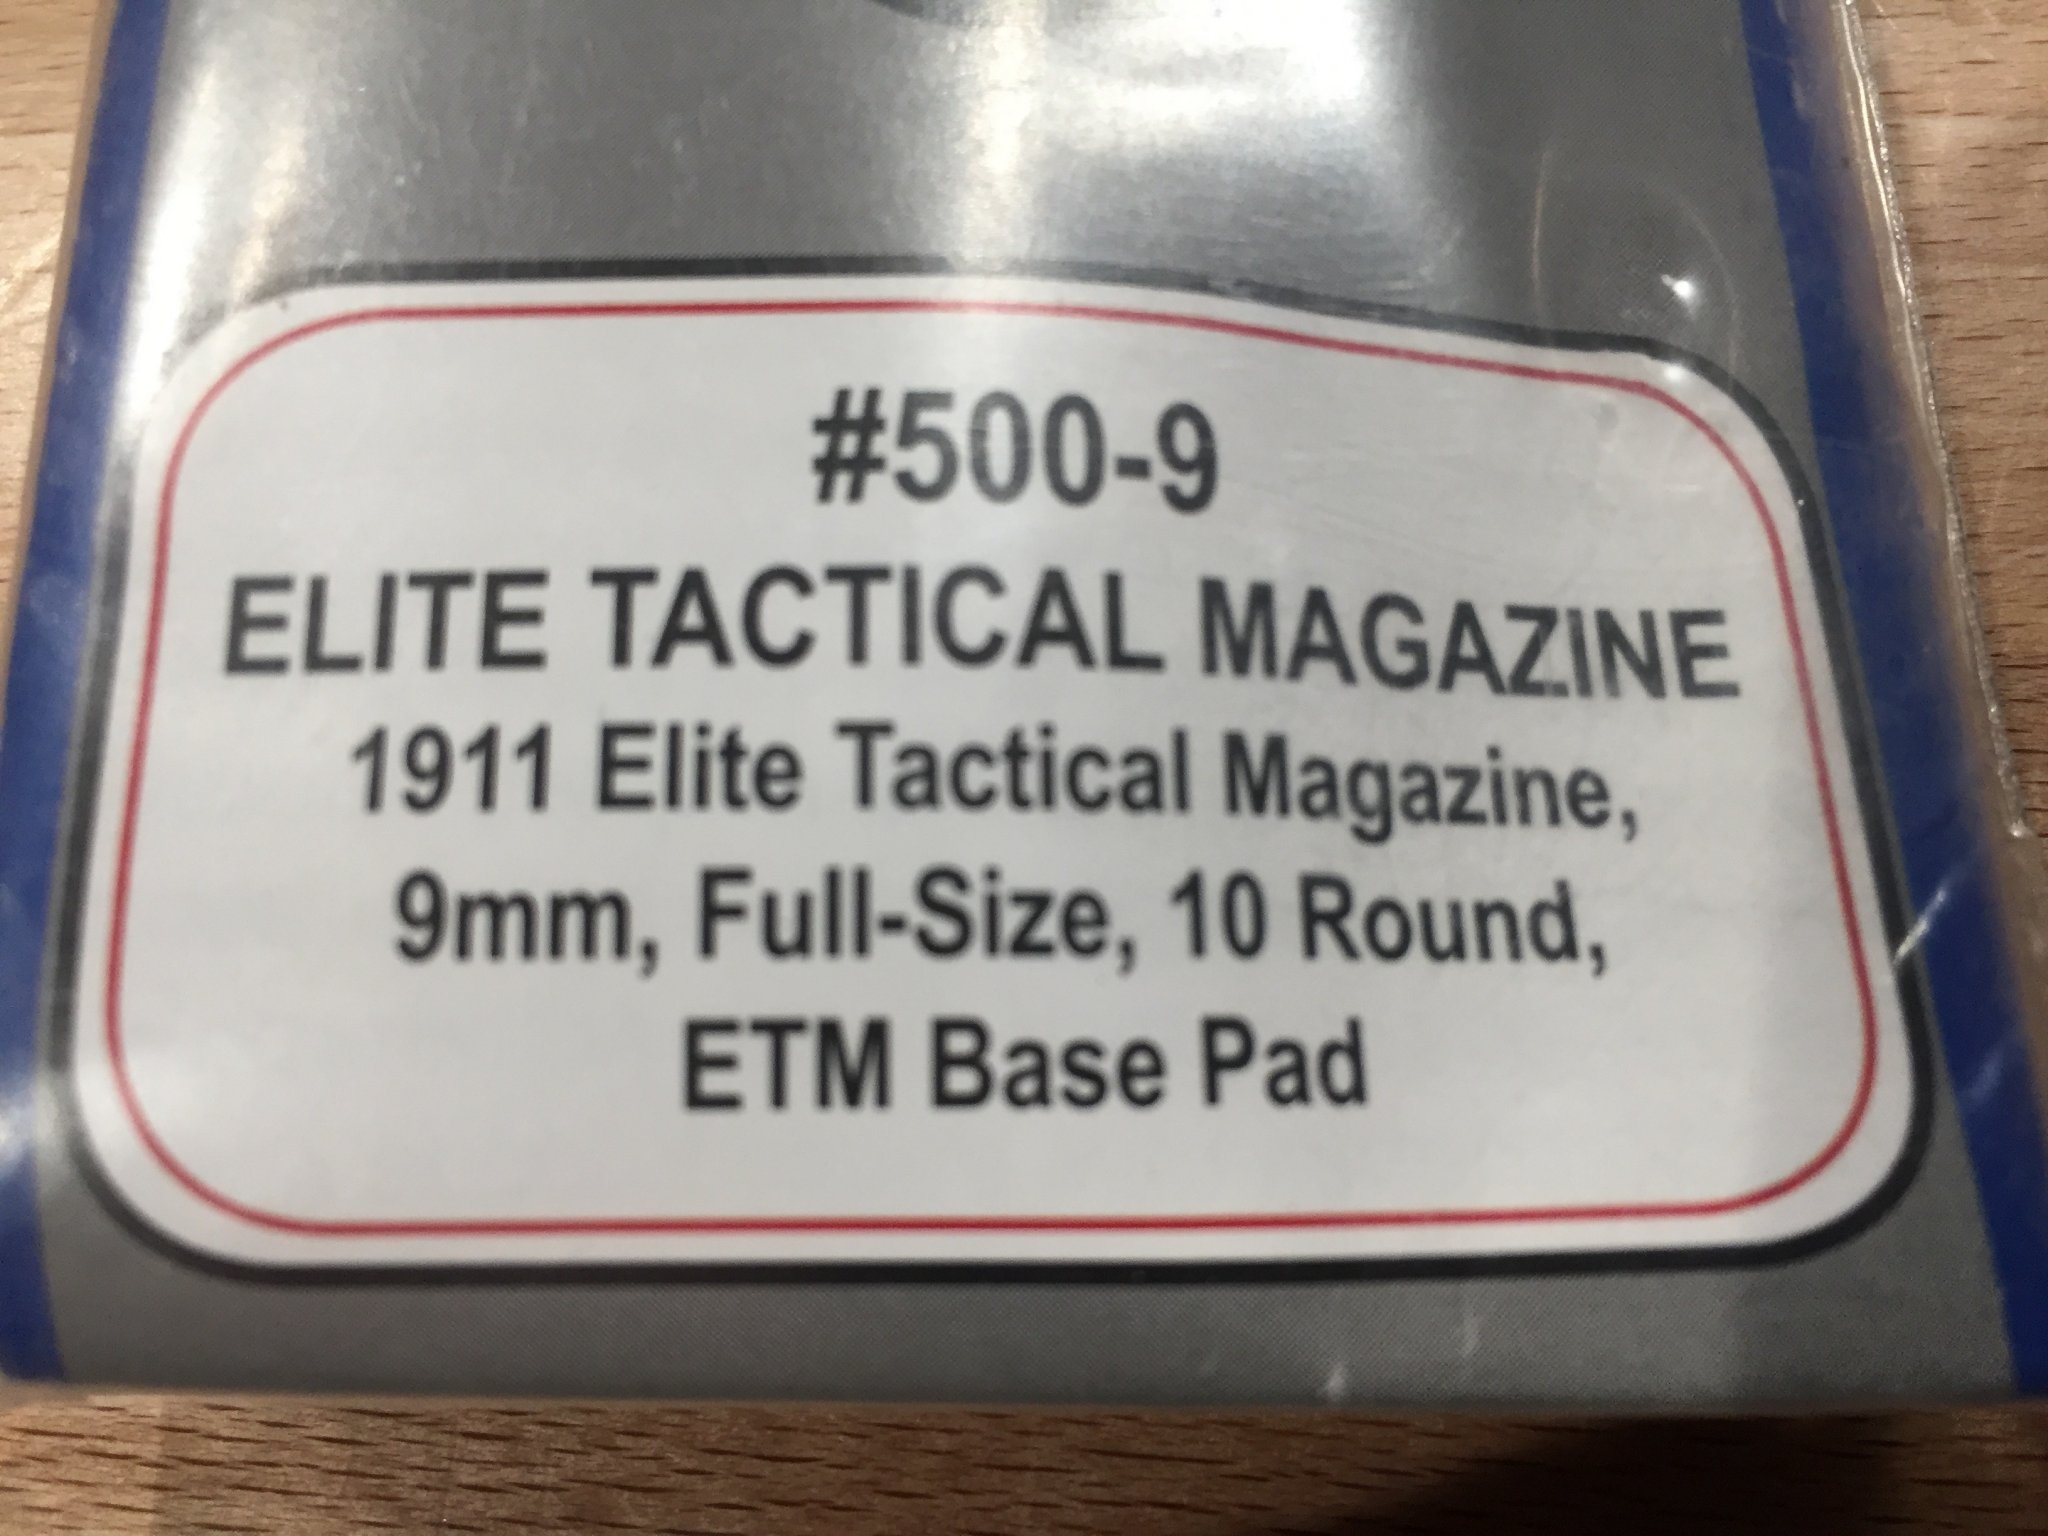 #500-9
ELITE TACTICAL MAGAZINE
1911 Elite Tactical Magazine,
9mm, Full-Size, 10 Round,
ETM Base Pad